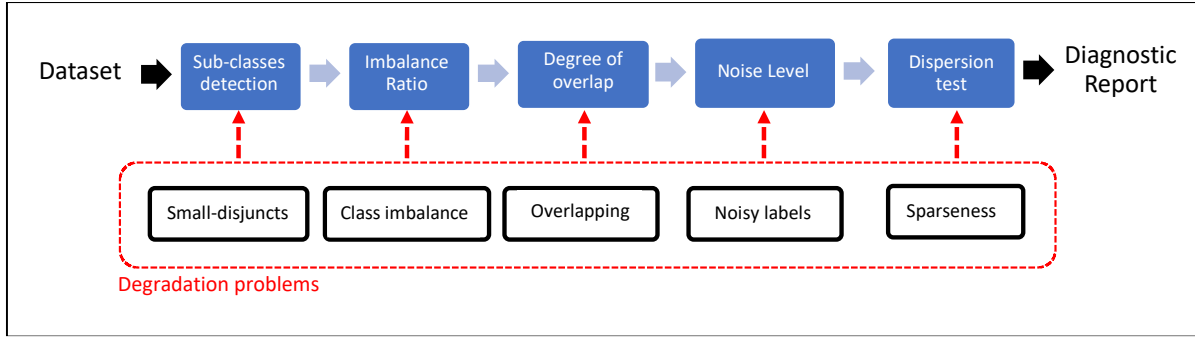 Dataset
Sub-classes
detection
Imbalance
Ratio
Degree of
overlap
Noise Level
Dispersion
test
Diagnostic
Report
Small-disjuncts
Class imbalance
Overlapping
Noisy labels
Sparseness
Degradation problems